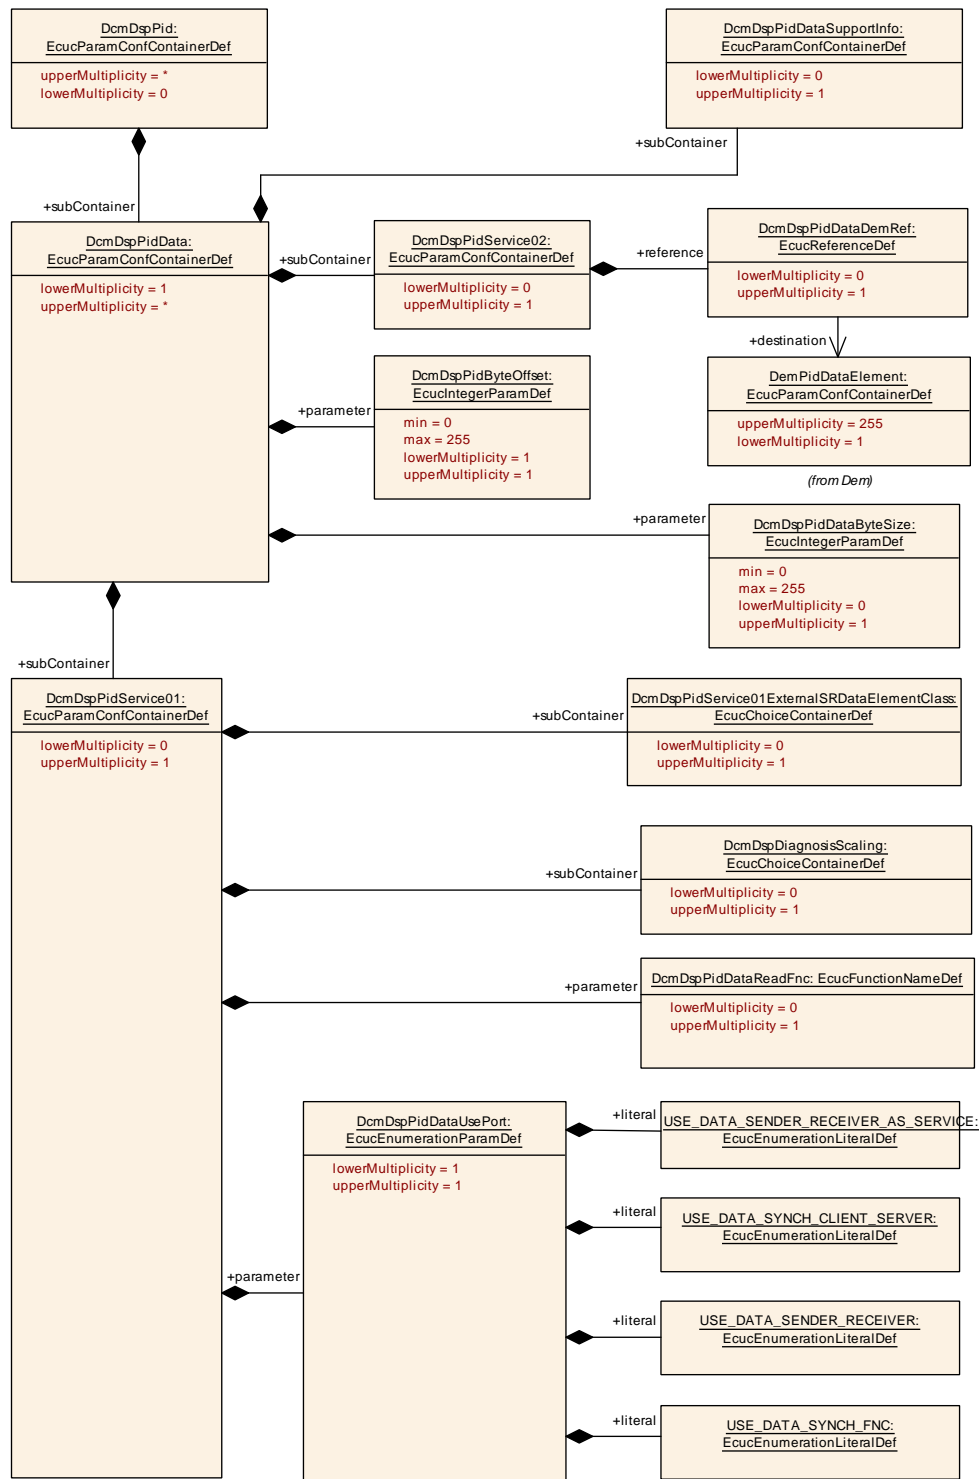 DcmDspPid:
EcucParamConfContainerDef
upperMultiplicity = *
lowerMultiplicity = 0
DcmDspPidDataSupportInfo:
EcucParamConfContainerDef
lowerMultiplicity = 0
upperMultiplicity = 1
+subContainer
+subContainer
DcmDspPidData:
EcucParamConfContainerDef
lowerMultiplicity = 1
upperMultiplicity = *
+subContainer
DcmDspPidService02:
EcucParamConfContainerDef
lowerMultiplicity = 0
upperMultiplicity = 1
+reference
DcmDspPidDataDemRef:
EcucReferenceDef
lowerMultiplicity = 0
upperMultiplicity = 1
+destination
DemPidDataElement:
EcucParamConfContainerDef
upperMultiplicity = 255
lowerMultiplicity = 1
(from Dem)
+parameter
DcmDspPidByteOffset:
EcucIntegerParamDef
min = 0
max = 255
lowerMultiplicity = 1
upperMultiplicity = 1
+parameter
DcmDspPidDataByteSize:
EcucIntegerParamDef
min = 0
max = 255
lowerMultiplicity = 0
upperMultiplicity = 1
+subContainer
DcmDspPidService01:
EcucParamConfContainerDef
lowerMultiplicity = 0
upperMultiplicity = 1
+subContainer
DcmDspPidService01ExternalSRDataElementClass:
EcucChoiceContainerDef
lowerMultiplicity = 0
upperMultiplicity = 1
+subContainer
DcmDspDiagnosisScaling:
EcucChoiceContainerDef
lowerMultiplicity = 0
upperMultiplicity = 1
+parameter
DcmDspPidDataReadFnc: EcucFunctionNameDef
lowerMultiplicity = 0
upperMultiplicity = 1
+parameter
DcmDspPidDataUsePort:
EcucEnumerationParamDef
lowerMultiplicity = 1
upperMultiplicity = 1
+literal
USE_DATA_SENDER_RECEIVER_AS_SERVICE:
EcucEnumerationLiteralDef
+literal
USE_DATA_SYNCH_CLIENT_SERVER:
EcucEnumerationLiteralDef
+literal
USE_DATA_SENDER_RECEIVER:
EcucEnumerationLiteralDef
+literal
USE_DATA_SYNCH_FNC:
EcucEnumerationLiteralDef